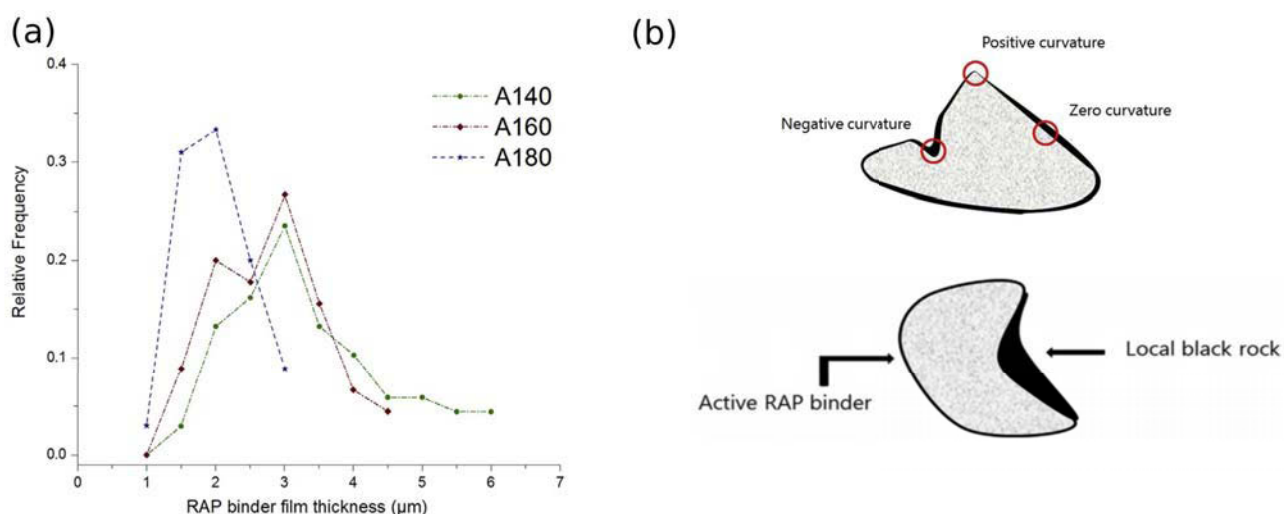 (a)
0.4
0.3
0.2
0.1
0.0
Relative Frequency
0
1
2
3
4
5
6
7
RAP binder film thickness (µm)
A140
A160
A180
(b)
Positive curvature
Zero curvature
Negative curvature
Local black rock
Active RAP binder